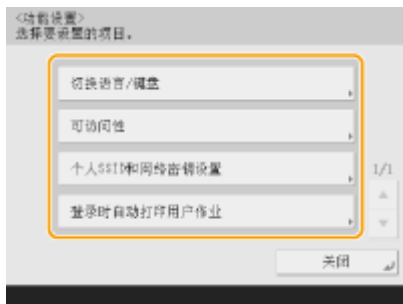 <功能设置>
选择要设置的项目。
切换语言/键盘
可访问性
个人SSID和网络密钥设置
登录时自动打印用户作业
1/1
关闭